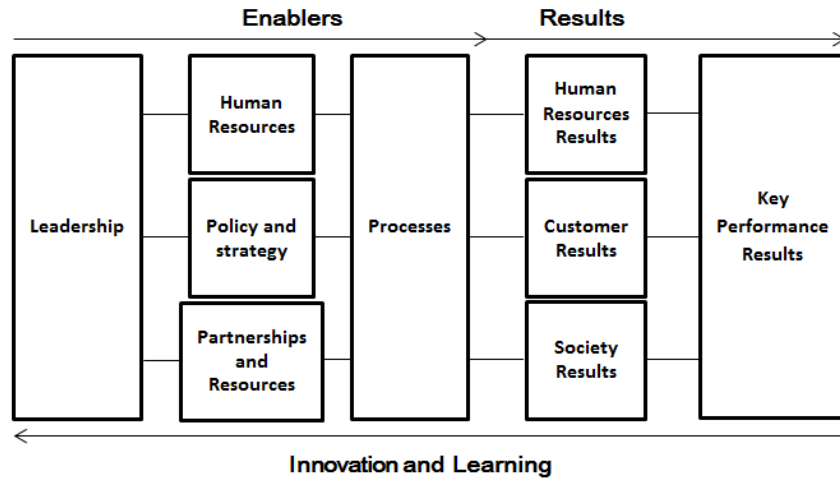 Enablers
Results
Leadership
Human
Resources
Policy and
strategy
Partnerships
and
Resources
Processes
Human
Resources
Results
Customer
Results
Society
Results
Key
Performance
Results
Innovation and Learning